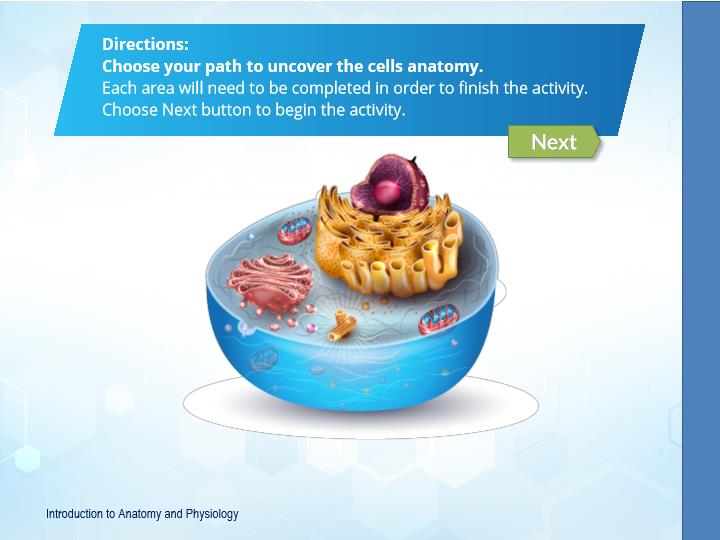 Directions:
Choose your path to uncover the cells anatomy.
Each area will need to be completed in order to finish the activity.
Choose Next button to begin the activity.
Next
Introduction to Anatomy and Physiology